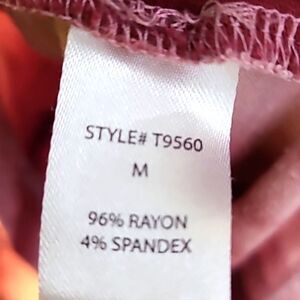 STYLE# T9560
M
96% RAYON
4% SPANDEX